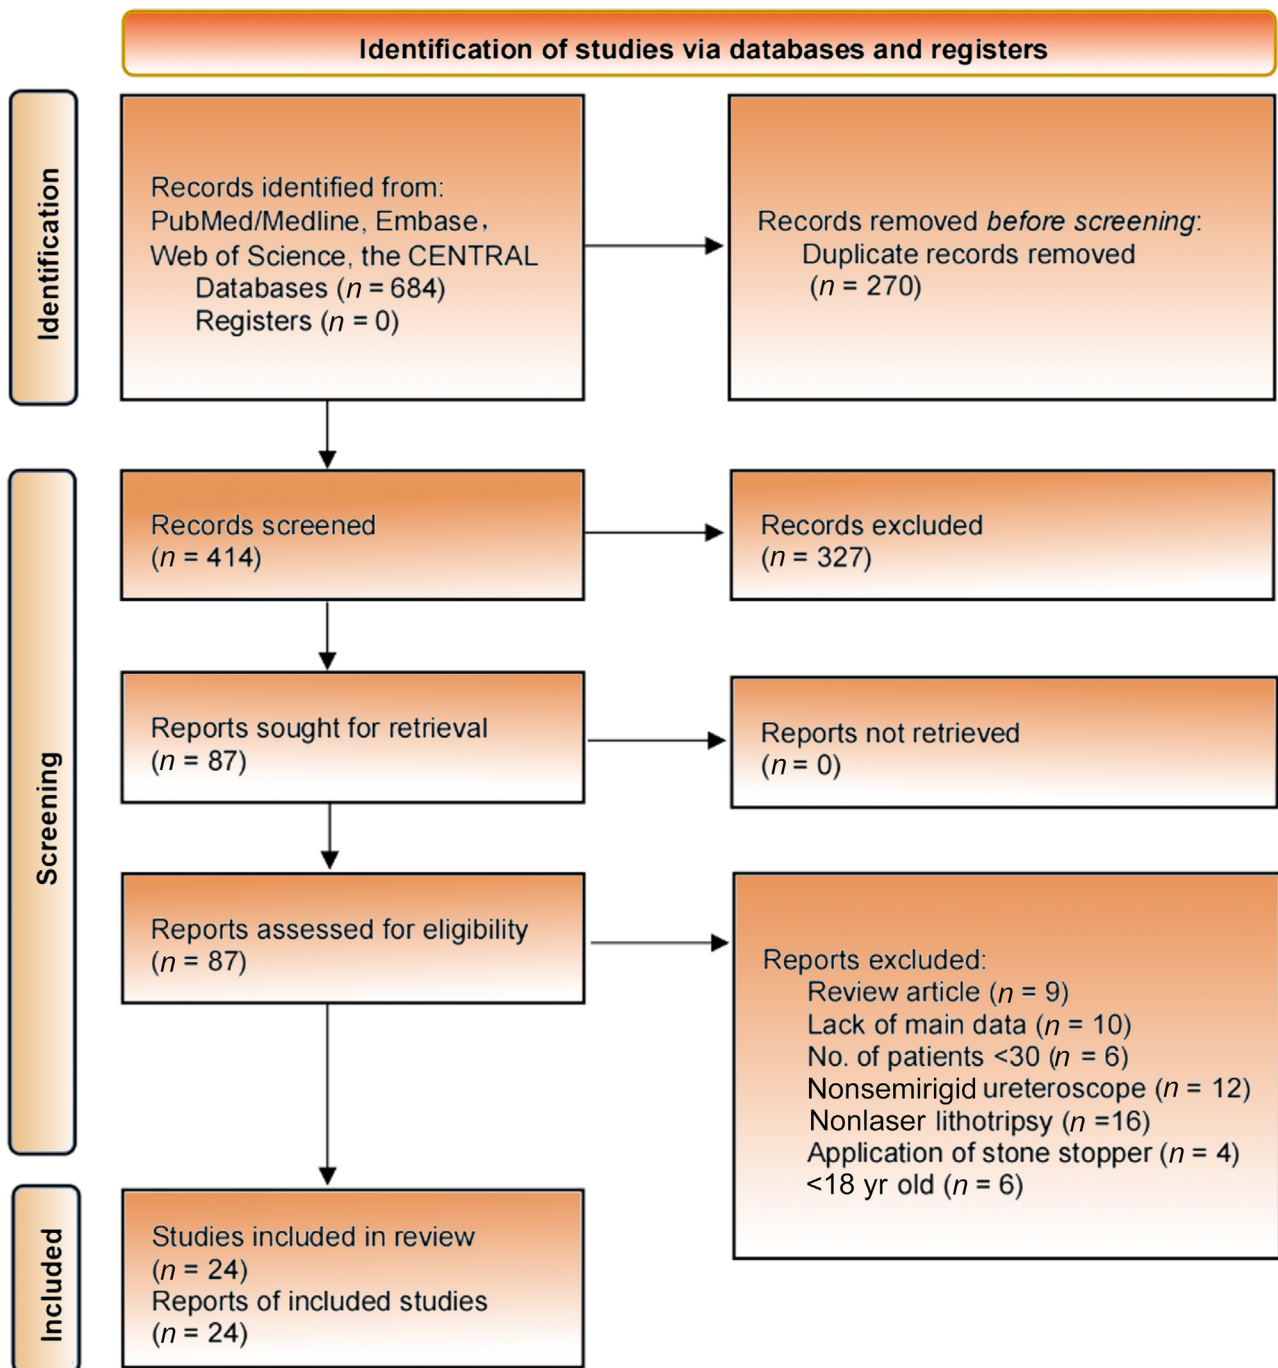 Identification of studies via databases and registers
Identification
Records identified from:
PubMed/Medline, Embase,
Web of Science, the CENTRAL
Databases (n = 684)
Registers (n = 0)
Records removed before screening:
Duplicate records removed
(n = 270)
Screening
Records screened
(n = 414)
Records excluded
(n = 327)
Reports sought for retrieval
(n = 87)
Reports not retrieved
(n = 0)
Reports assessed for eligibility
(n = 87)
Reports excluded:
Review article (n = 9)
Lack of main data (n = 10)
No. of patients <30 (n = 6)
Nonsemirigid ureteroscope (n = 12)
Nonlaser lithotripsy (n =16)
Application of stone stopper (n = 4)
<18 yr old (n = 6)
Included
Studies included in review
(n = 24)
Reports of included studies
(n = 24)